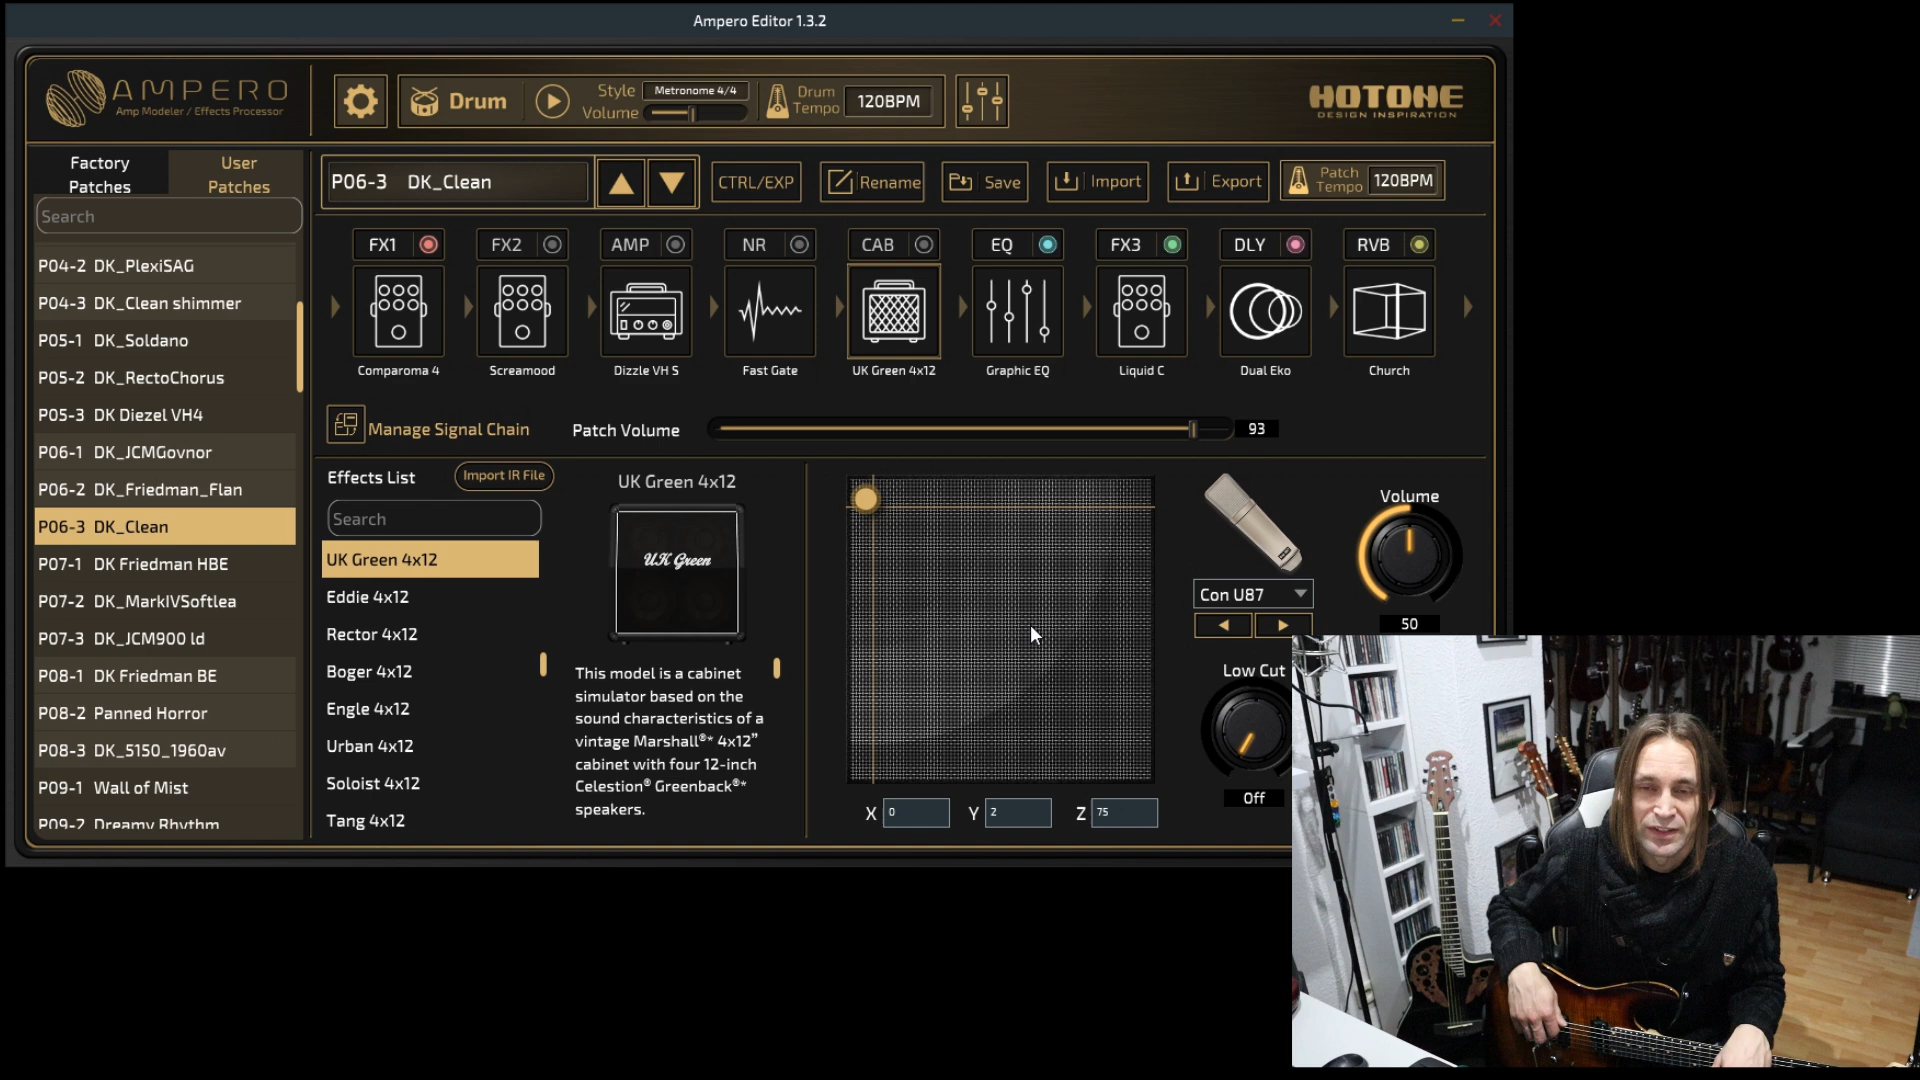 Ampero Editor 1.3.2
AMPERO
Amp Modeler / Effects Processor
Drum
Style
Metronome 4/4
Volume
Drum
Tempo
120BPM
HOTONE
DESIGN INSPIRATION
Factory
Patches
User
Patches
P06-3 DK_Clean
CTRL/EXP
Rename
Save
Import
Export
Patch
Tempo
120BPM
Search
P04-2 DK_PlexiSAG
P04-3 DK_Clean shimmer
P05-1 DK_Soldano
P05-2 DK_RectoChorus
P05-3 DK Diezel VH4
P06-1 DK_JCMGovnor
P06-2 DK_Friedman_Flan
P06-3 DK_Clean
P07-1 DK Friedman HBE
P07-2 DK_MarkIVSoftlea
P07-3 DK_JCM900 ld
P08-1 DK Friedman BE
P08-2 Panned Horror
P08-3 DK_5150_1960av
P09-1 Wall of Mist
P09-2 Dreamy Rhythm
FX1
FX2
AMP
NR
CAB
EQ
FX3
DLY
RVB
Comparoma 4
Screamood
Dizzle VH S
Fast Gate
UK Green 4x12
Graphic EQ
Liquid C
Dual Eko
Church
Manage Signal Chain
Patch Volume
93
Effects List
Import IR File
Search
UK Green 4x12
Eddie 4x12
Rector 4x12
Boger 4x12
Engle 4x12
Urban 4x12
Soloist 4x12
Tang 4x12
UK Green 4x12
UK Green
This model is a cabinet
simulator based on the
sound characteristics of a
vintage Marshall®* 4x12”
cabinet with four 12-inch
Celestion® Greenback®*
speakers.
X 0
Y 2
Z 75
Con U87
Volume
50
Low Cut
Off